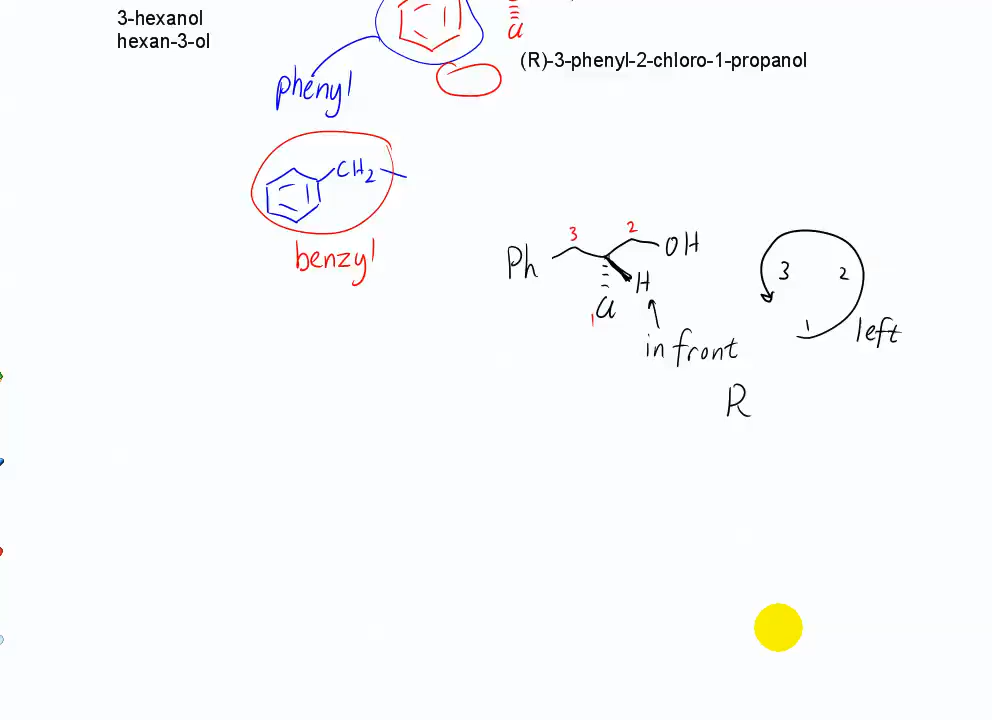 3-hexanol
hexan-3-ol
Cl
(R)-3-phenyl-2-chloro-1-propanol
phenyl
CH2
benzyl
3 2
Ph OH
H
1 Cl
in front
3 2
1
left
R